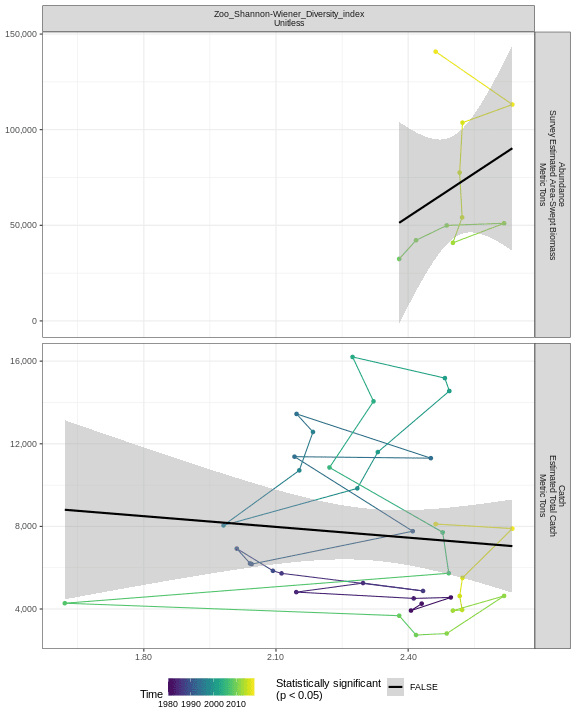 Zoo_Shannon-Wiener_Diversity_index
Unitless
150,000
100,000
50,000
0
Abundance
Survey Estimated Area-Swept Biomass
Metric Tons
16,000
12,000
8,000
4,000
Catch
Estimated Total Catch
Metric Tons
1.80
2.10
2.40
Time
1980 1990 2000 2010
Statistically significant
(p < 0.05)
FALSE